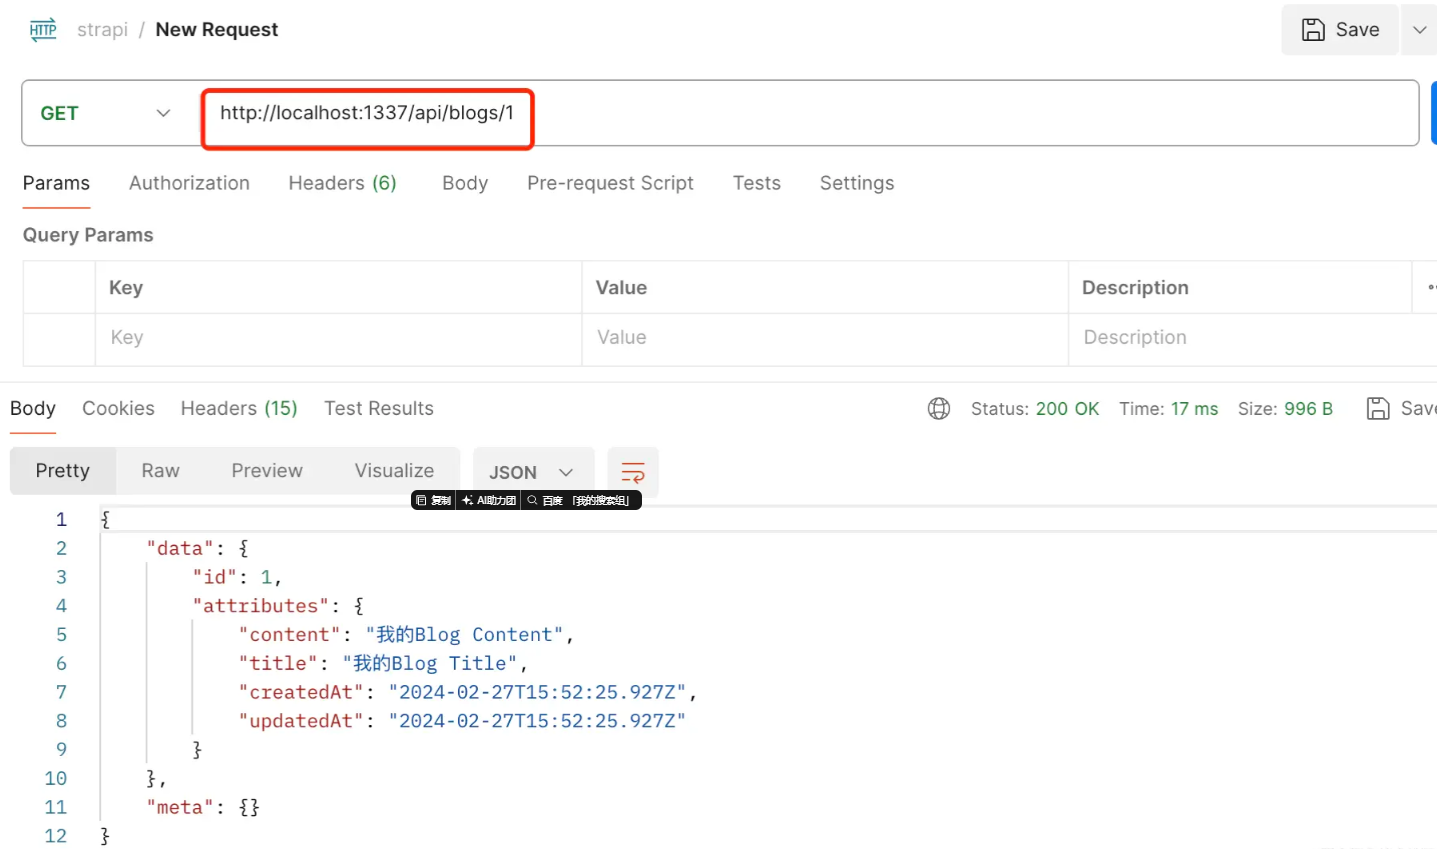 HTTP strapi / New Request Save
GET http://localhost:1337/api/blogs/1
Params Authorization Headers (6) Body Pre-request Script Tests Settings
Query Params
Key Value Description
Key Value Description
Body Cookies Headers (15) Test Results Status: 200 OK Time: 17 ms Size: 996 B Save
Pretty Raw Preview Visualize JSON
复制 AI助力团 百度 「我的搜索组」
1 {
2 "data": {
3 "id": 1,
4 "attributes": {
5 "content": "我的Blog Content",
6 "title": "我的Blog Title",
7 "createdAt": "2024-02-27T15:52:25.927Z",
8 "updatedAt": "2024-02-27T15:52:25.927Z"
9 }
10 },
11 "meta": {}
12 }